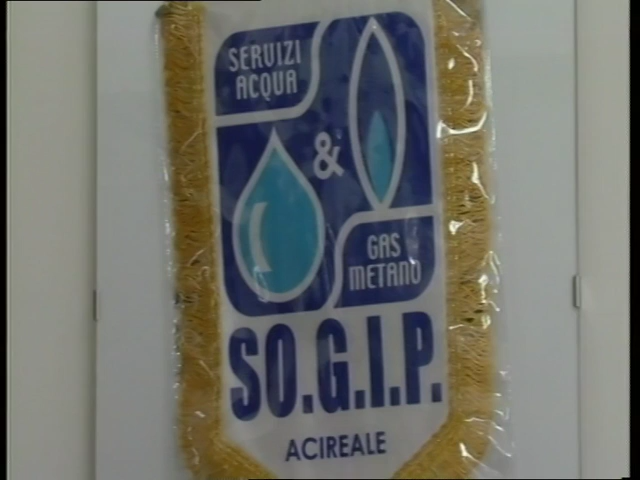 SERVIZI
ACQUA
&
GAS
METANO
SO.G.I.P.
ACIREALE